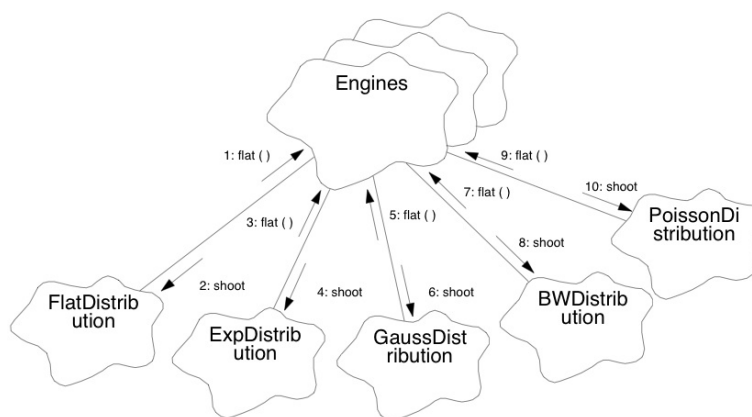 Engines
1: flat ( )
9: flat ( )
10: shoot
7: flat ( )
3: flat ( )
5: flat ( )
PoissonDi
stribution
8: shoot
2: shoot
4: shoot
6: shoot
FlatDistrib
ution
BWDistrib
ution
ExpDistrib
ution
GaussDist
ribution